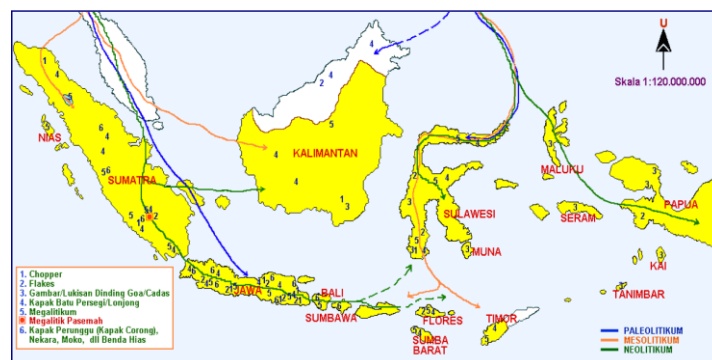 U
Skala 1:120.000.000
NIAS
SUMATRA
KALIMANTAN
MALUKU
SULAWESI
MUNA
SERAM
PAPUA
KAI
TANIMBAR
JAWA
BALI
SUMBAWA
FLORES
SUMBA
BARAT
TIMOR
1. Chopper
2. Flakes
3. Gambar/Lukisan Dinding Goa/Cadas
4. Kapak Batu Persegi/Lonjong
5. Megalitikum
Megalitik Pasemah
6. Kapak Perunggu (Kapak Corong),
Nekara, Moko, dll Benda Hias
PALEOLITIKUM
MESOLITIKUM
NEOLITIKUM